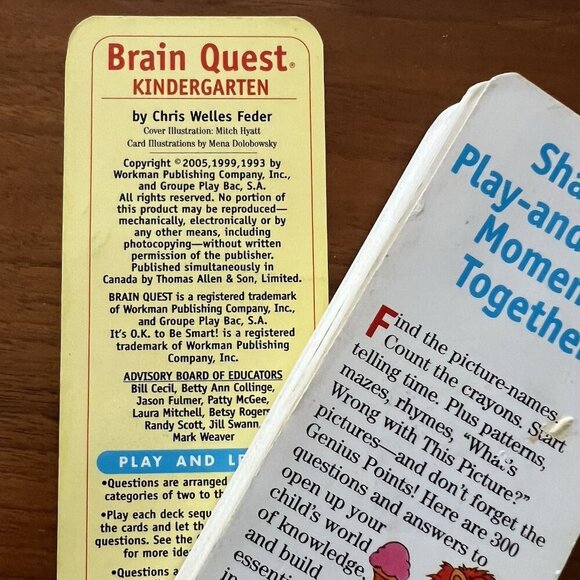 Brain Quest®
KINDERGARTEN
by Chris Welles Feder
Cover Illustration: Mitch Hyatt
Card Illustrations by Mena Dolobowsky
Copyright ©2005,1999,1993 by
Workman Publishing Company, Inc.,
and Groupe Play Bac, S.A.
All rights reserved. No portion of
this product may be reproduced—
mechanically, electronically or by
any other means, including
photocopying—without written
permission of the publisher.
Published simultaneously in
Canada by Thomas Allen & Son, Limited.
BRAIN QUEST is a registered trademark
of Workman Publishing Company, Inc.,
and Groupe Play Bac, S.A.
It's O.K. to Be Smart! is a registered
trademark of Workman Publishing
Company, Inc.
ADVISORY BOARD OF EDUCATORS
Bill Cecil, Betty Ann Collinge,
Jason Fulmer, Patty McGee,
Laura Mitchell, Betsy Rogers
Randy Scott, Jill Swann,
Mark Weaver
PLAY AND LE
•Questions are arranged
categories of two to th
•Play each deck sequ
the cards and let th
questions. See the
for more ide
•Questions a
Sha
Play-and
Momen
Together
Find the picture-names.
Count the crayons. Start
telling time. Plus patterns,
mazes, rhymes, "What's
Wrong with This Picture?"
pictures—and don't forget the
Genius Points! Here are 300
questions and answers to
open up your
child's world
of knowledge,
and build
essenti